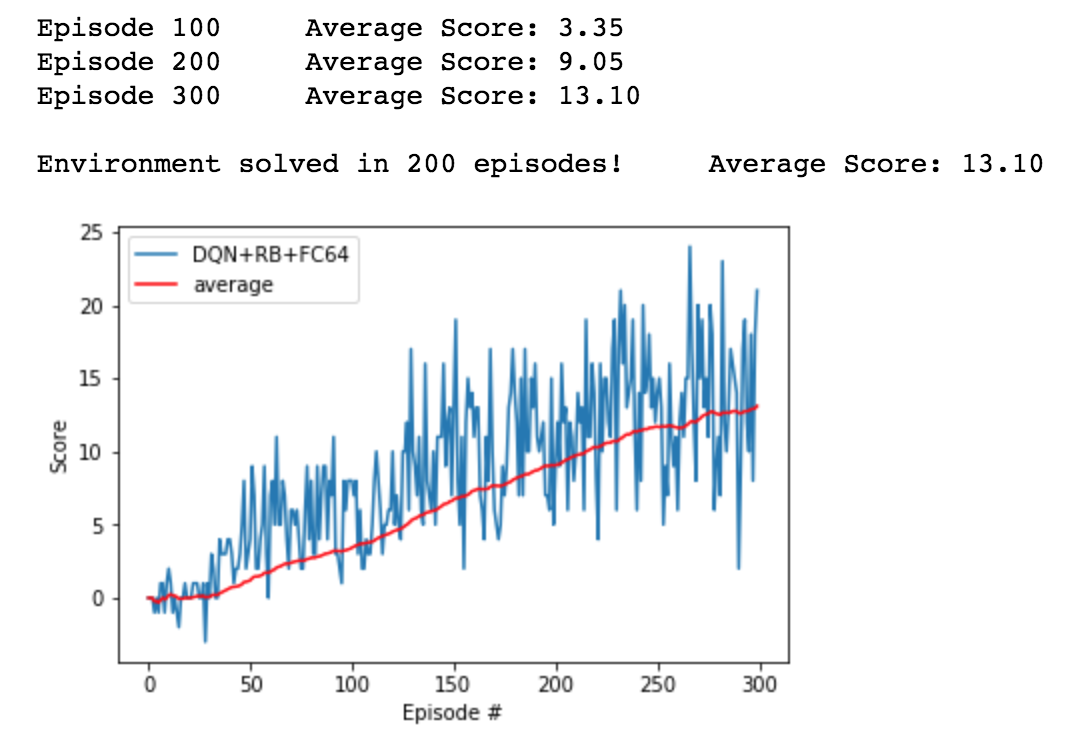 Episode 100 Average Score: 3.35
Episode 200 Average Score: 9.05
Episode 300 Average Score: 13.10
Environment solved in 200 episodes! Average Score: 13.10
25
20
15
10
5
0
Score
DQN+RB+FC64
average
0 50 100 150 200 250 300
Episode #